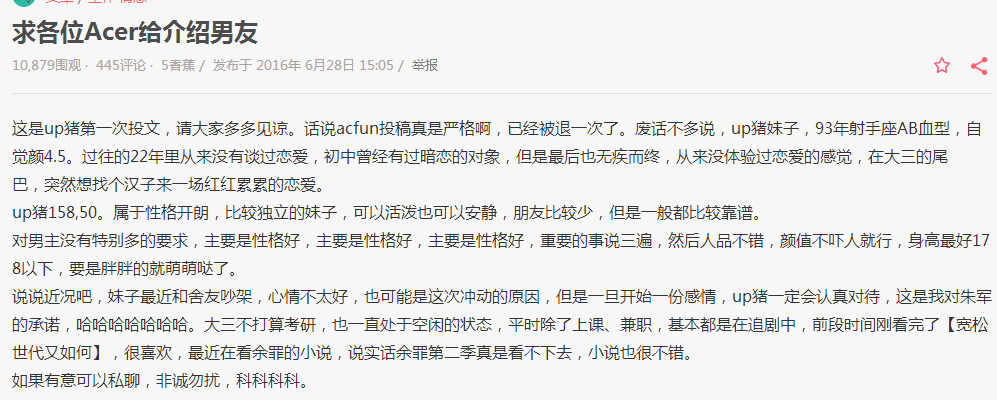 求各位Acer给介绍男友
10,879围观· 445评论· 5香蕉 / 发布于 2016年 6月28日 15:05 / 举报
这是up猪第一次投文，请大家多多见谅。话说acfun投稿真是严格啊，已经被退一次了。废话不多说，up猪妹子，93年射手座AB血型，自
觉颜4.5。过往的22年里从来没有谈过恋爱，初中曾经有过暗恋的对象，但是最后也无疾而终，从来没体验过恋爱的感觉，在大三的尾
巴，突然想找个汉子来一场红红累累的恋爱。
up猪158,50。属于性格开朗，比较独立的妹子，可以活泼也可以安静，朋友比较少，但是一般都比较靠谱。
对男主没有特别多的要求，主要是性格好，主要是性格好，主要是性格好，重要的事说三遍，然后人品不错，颜值不吓人就行，身高最好17
8以下，要是胖胖的就萌萌哒了。
说说近况吧，妹子最近和舍友吵架，心情不太好，也可能是这次冲动的原因，但是一旦开始一份感情，up猪一定会认真对待，这是我对朱军
的承诺，哈哈哈哈哈哈哈。大三不打算考研，也一直处于空闲的状态，平时除了上课、兼职，基本都是在追剧中，前段时间刚看完了【宽松
世代又如何】，很喜欢，最近在看余罪的小说，说实话余罪第二季真是看不下去，小说也很不错。
如果有意可以私聊，非诚勿扰，科科科科。